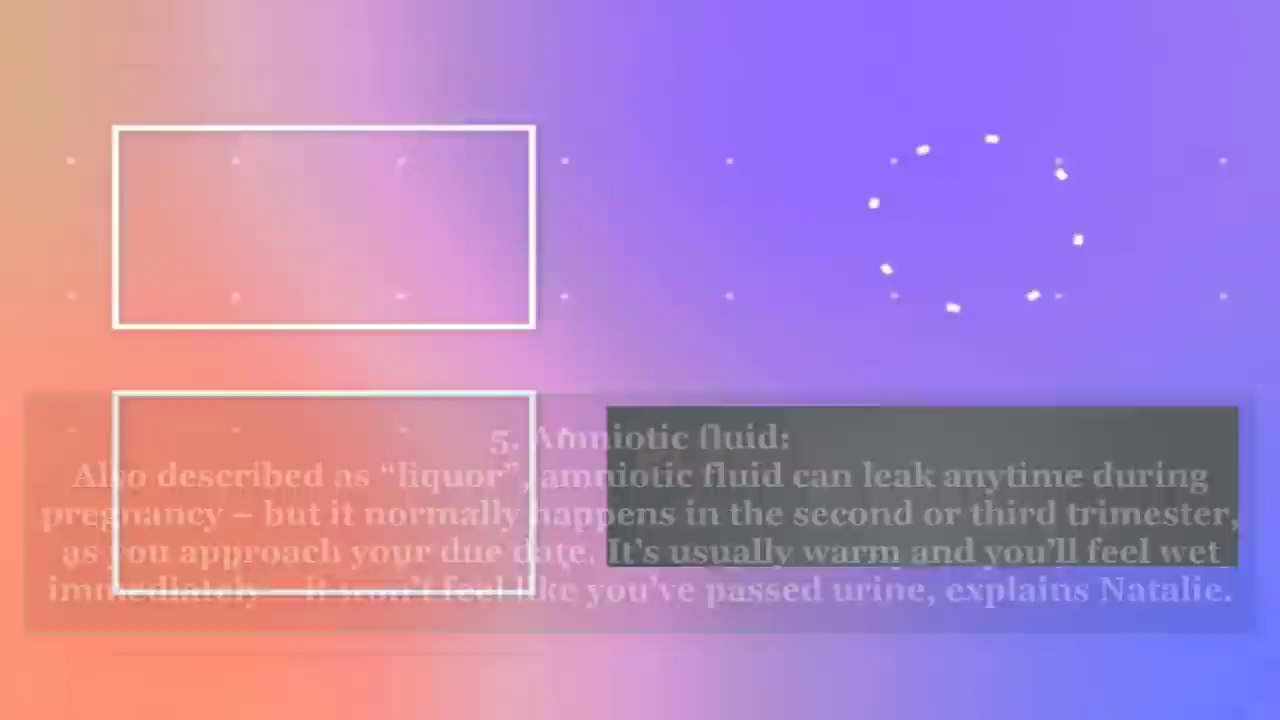 5. Amniotic fluid:
Also described as “liquor”, amniotic fluid can leak anytime during
pregnancy – but it normally happens in the second or third trimester,
as you approach your due date. It’s usually warm and you’ll feel wet
immediately – it won’t feel like you’ve passed urine, explains Natalie.